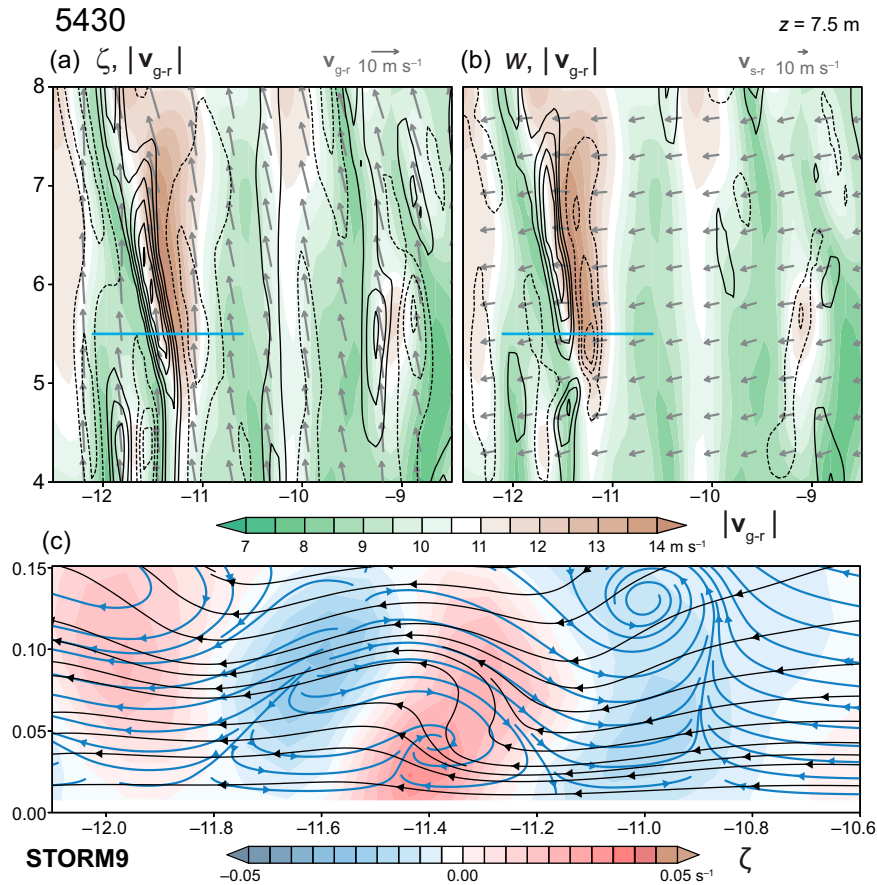 5430
z = 7.5 m
(a) ζ, |v_g-r|
v_g-r 10 m s⁻¹
(b) w, |v_g-r|
v_s-r 10 m s⁻¹
8
7
6
5
4
−12 −11 −10 −9
−12 −11 −10 −9
7 8 9 10 11 12 13 14 m s⁻¹ |v_g-r|
(c)
0.15
0.10
0.05
0.00
−12.0 −11.8 −11.6 −11.4 −11.2 −11.0 −10.8 −10.6
STORM9
−0.05 0.00 0.05 s⁻¹ ζ